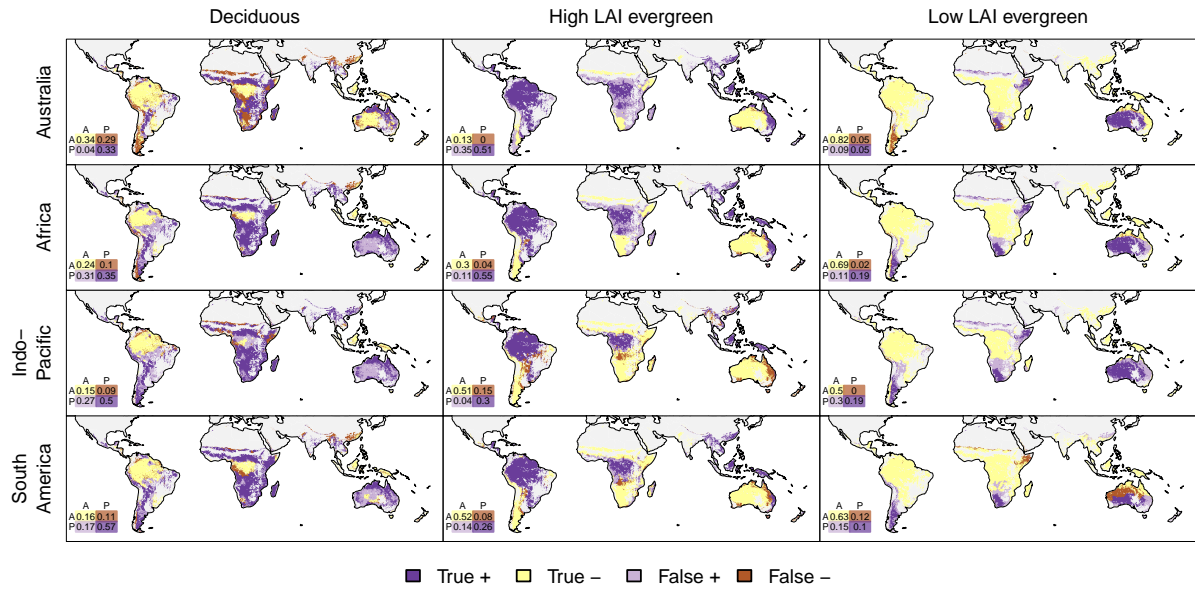 Deciduous High LAI evergreen Low LAI evergreen
Australia
A P A P A P
A 0.34 0.29 A 0.13 0 A 0.82 0.05
P 0.04 0.33 P 0.35 0.51 P 0.09 0.05
Africa
A P A P A P
A 0.24 0.1 A 0.3 0.04 A 0.69 0.02
P 0.31 0.35 P 0.11 0.55 P 0.11 0.19
Indo–
Pacific
A P A P A P
A 0.15 0.09 A 0.51 0.15 A 0.5 0
P 0.27 0.5 P 0.04 0.3 P 0.3 0.19
South
America
A P A P A P
A 0.16 0.11 A 0.52 0.08 A 0.63 0.12
P 0.17 0.57 P 0.14 0.26 P 0.15 0.1
True + True − False + False −